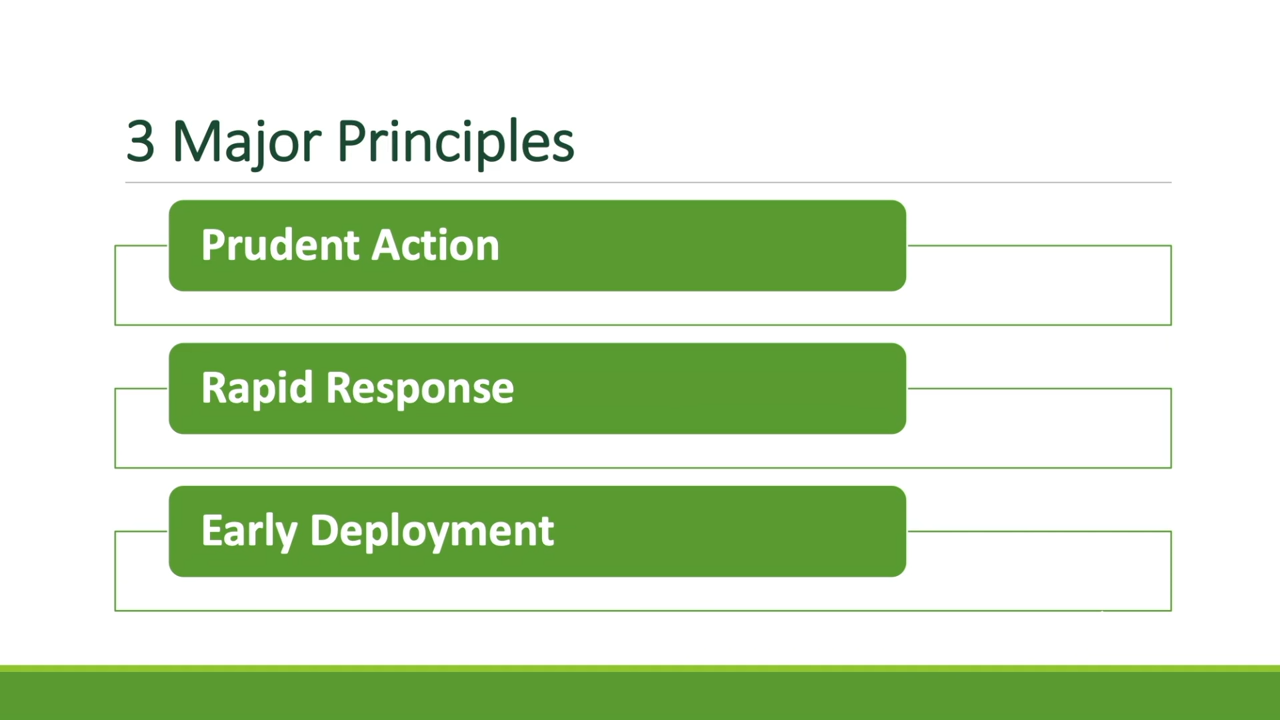 3 Major Principles
Prudent Action
Rapid Response
Early Deployment